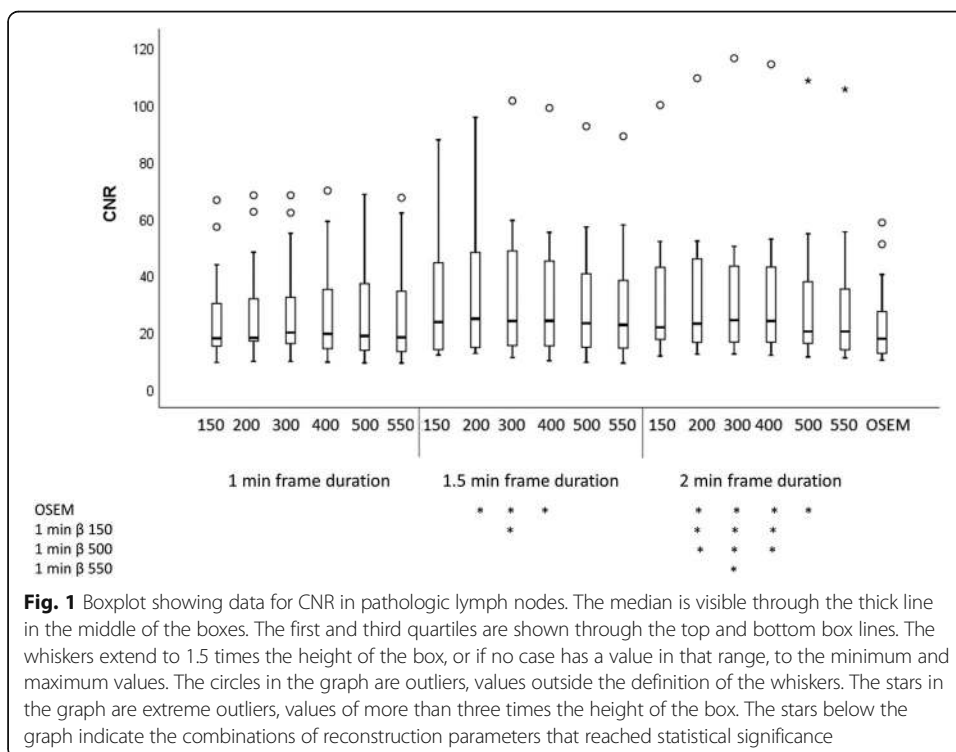 CNR
120
100
80
60
40
20
0
150 200 300 400 500 550 150 200 300 400 500 550 150 200 300 400 500 550 OSEM
1 min frame duration 1.5 min frame duration 2 min frame duration
OSEM * * * * * * *
1 min β 150 * * * *
1 min β 500 * * *
1 min β 550 *
Fig. 1 Boxplot showing data for CNR in pathologic lymph nodes. The median is visible through the thick line
in the middle of the boxes. The first and third quartiles are shown through the top and bottom box lines. The
whiskers extend to 1.5 times the height of the box, or if no case has a value in that range, to the minimum and
maximum values. The circles in the graph are outliers, values outside the definition of the whiskers. The stars in
the graph are extreme outliers, values of more than three times the height of the box. The stars below the
graph indicate the combinations of reconstruction parameters that reached statistical significance